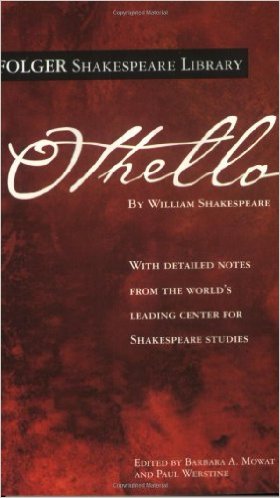 FOLGER SHAKESPEARE LIBRARY
Othello
BY WILLIAM SHAKESPEARE
WITH DETAILED NOTES
FROM THE WORLD'S
LEADING CENTER FOR
SHAKESPEARE STUDIES
EDITED BY BARBARA A. MOWAT
AND PAUL WERSTINE